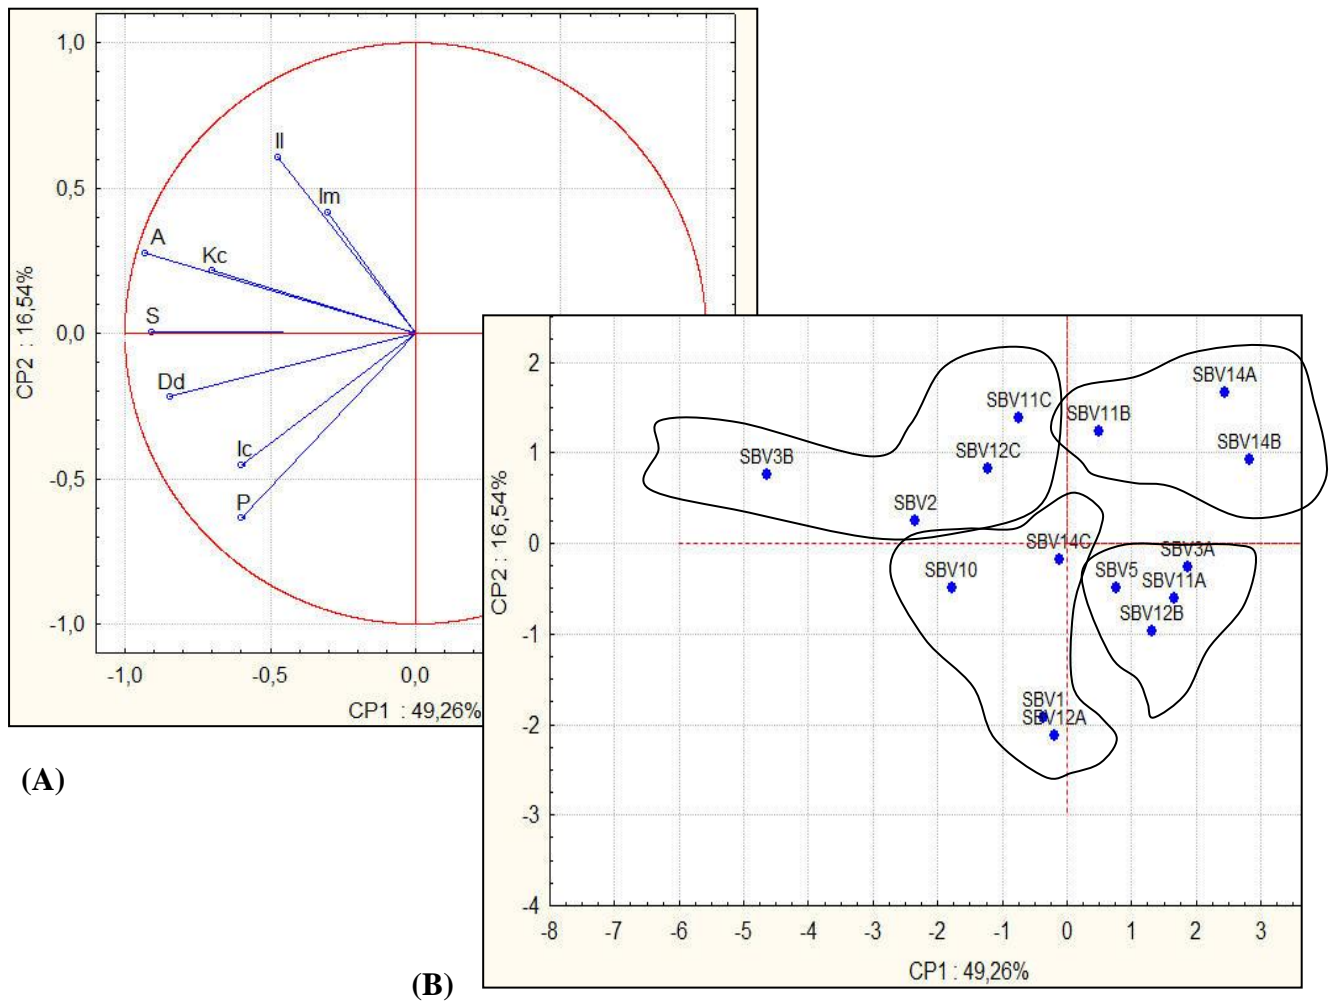 1,0
Il
0,5
Im
A
Kc
S
0,0
Dd
Ic
-0,5
P
-1,0
-1,0 -0,5 0,0
CP2 : 16,54%
CP1 : 49,26%
(A)
2
SBV14A
SBV11C
SBV11B
1
SBV3B
SBV12C
SBV14B
SBV2
0
SBV14C
SBV3A
SBV10
SBV5
SBV11A
SBV12B
-1
SBV1
SBV12A
-2
-3
-4
-8 -7 -6 -5 -4 -3 -2 -1 0 1 2 3
CP2 : 16,54%
CP1 : 49,26%
(B)